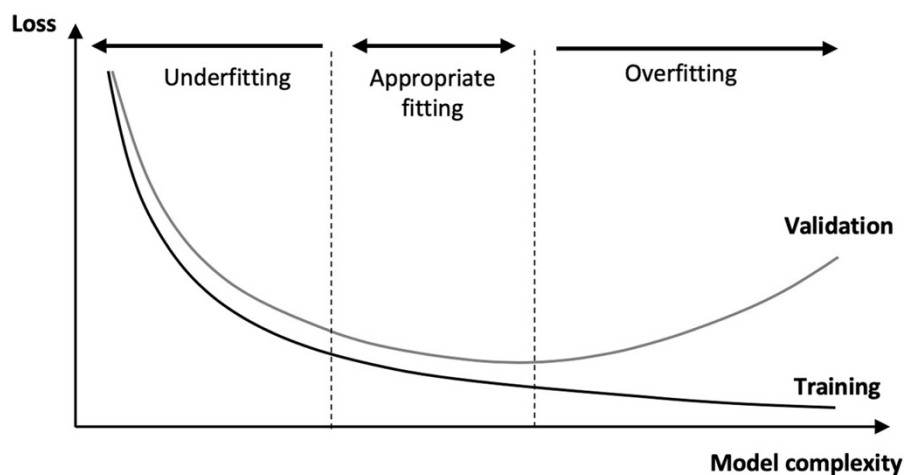 Loss
Underfitting
Appropriate
fitting
Overfitting
Validation
Training
Model complexity